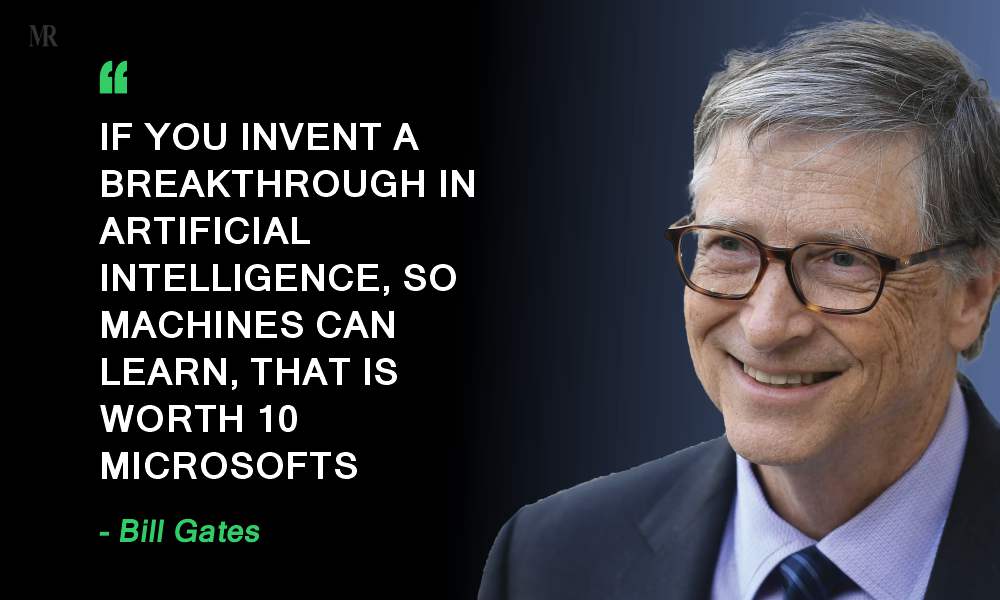 MR
“
IF YOU INVENT A
BREAKTHROUGH IN
ARTIFICIAL
INTELLIGENCE, SO
MACHINES CAN
LEARN, THAT IS
WORTH 10
MICROSOFTS
- Bill Gates